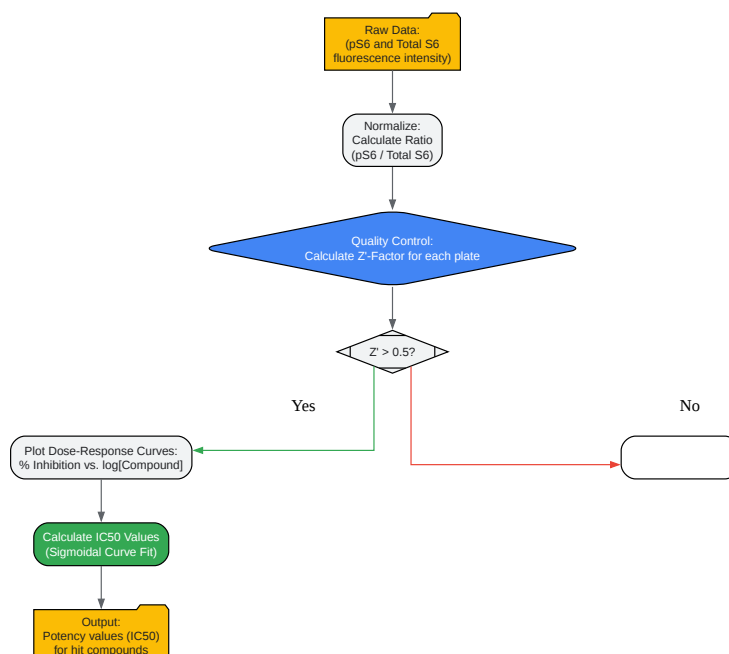 Raw Data:
(pS6 and Total S6
fluorescence intensity)
Normalize:
Calculate Ratio
(pS6 / Total S6)
Quality Control:
Calculate Z'-Factor for each plate
Z' > 0.5?
Yes
No
Plot Dose-Response Curves:
% Inhibition vs. log[Compound]
Calculate IC50 Values
(Sigmoidal Curve Fit)
Output:
Potency values (IC50)
for hit compounds